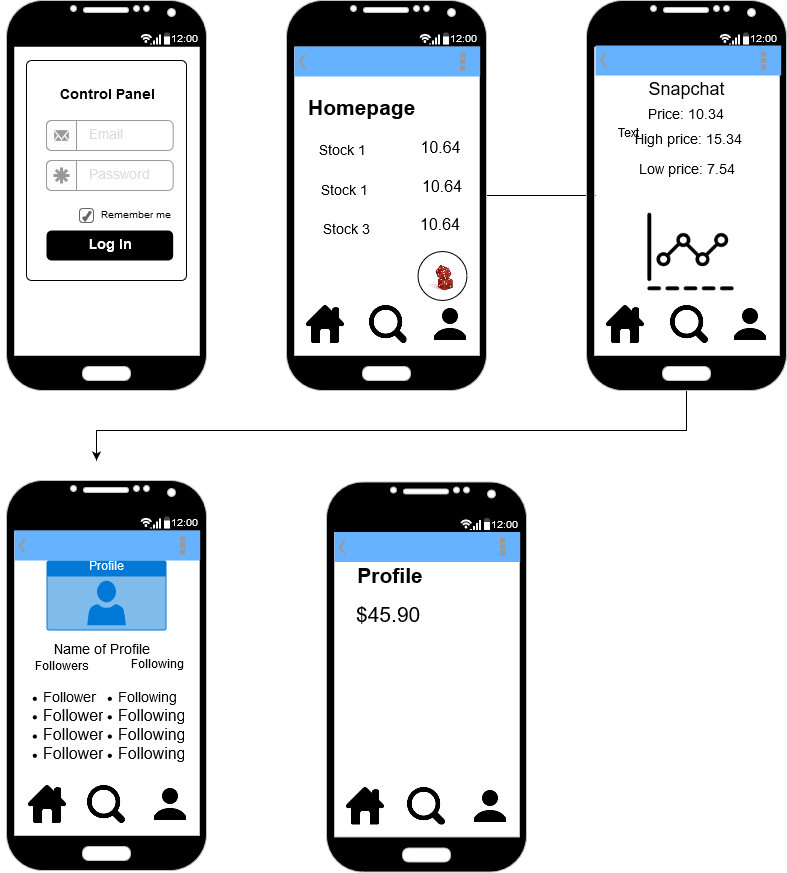 12:00
Control Panel
Email
Password
Remember me
Log In
12:00
Homepage
Stock 1 10.64
Stock 1 10.64
Stock 3 10.64
12:00
Snapchat
Price: 10.34
Text
High price: 15.34
Low price: 7.54
12:00
Profile
Name of Profile
Followers Following
• Follower • Following
• Follower • Following
• Follower • Following
• Follower • Following
12:00
Profile
$45.90